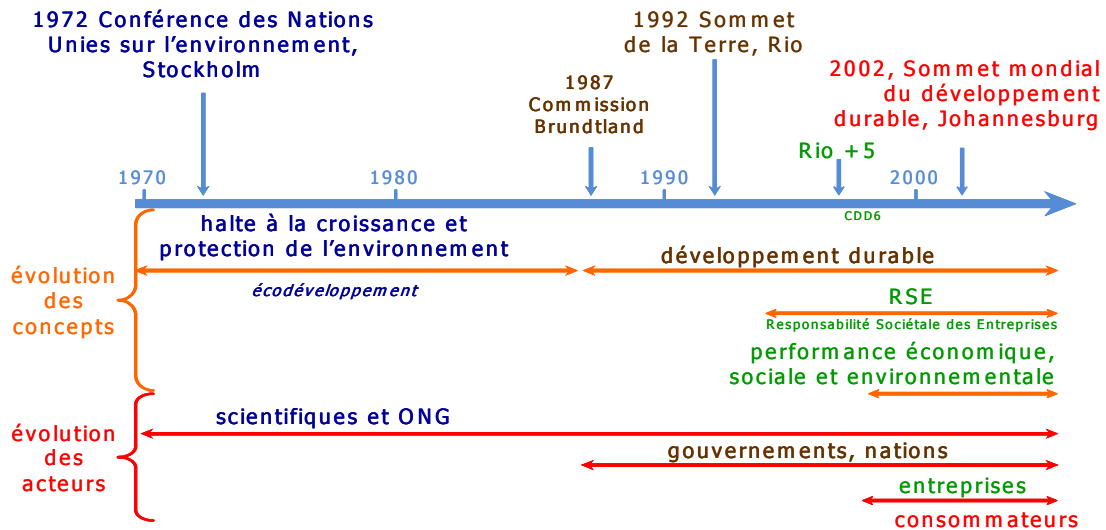 1972 Conférence des Nations
Unies sur l'environnement,
Stockholm
1987
Commission
Brundtland
1992 Sommet
de la Terre, Rio
Rio +5
2002, Sommet mondial
du développement
durable, Johannesburg
1970
1980
1990
2000
CDD6
évolution
des
concepts
halte à la croissance et
protection de l'environnement
écodéveloppement
développement durable
RSE
Responsabilité Sociétale des Entreprises
performance économique,
sociale et environnementale
évolution
des
acteurs
scientifiques et ONG
gouvernements, nations
entreprises
consommateurs